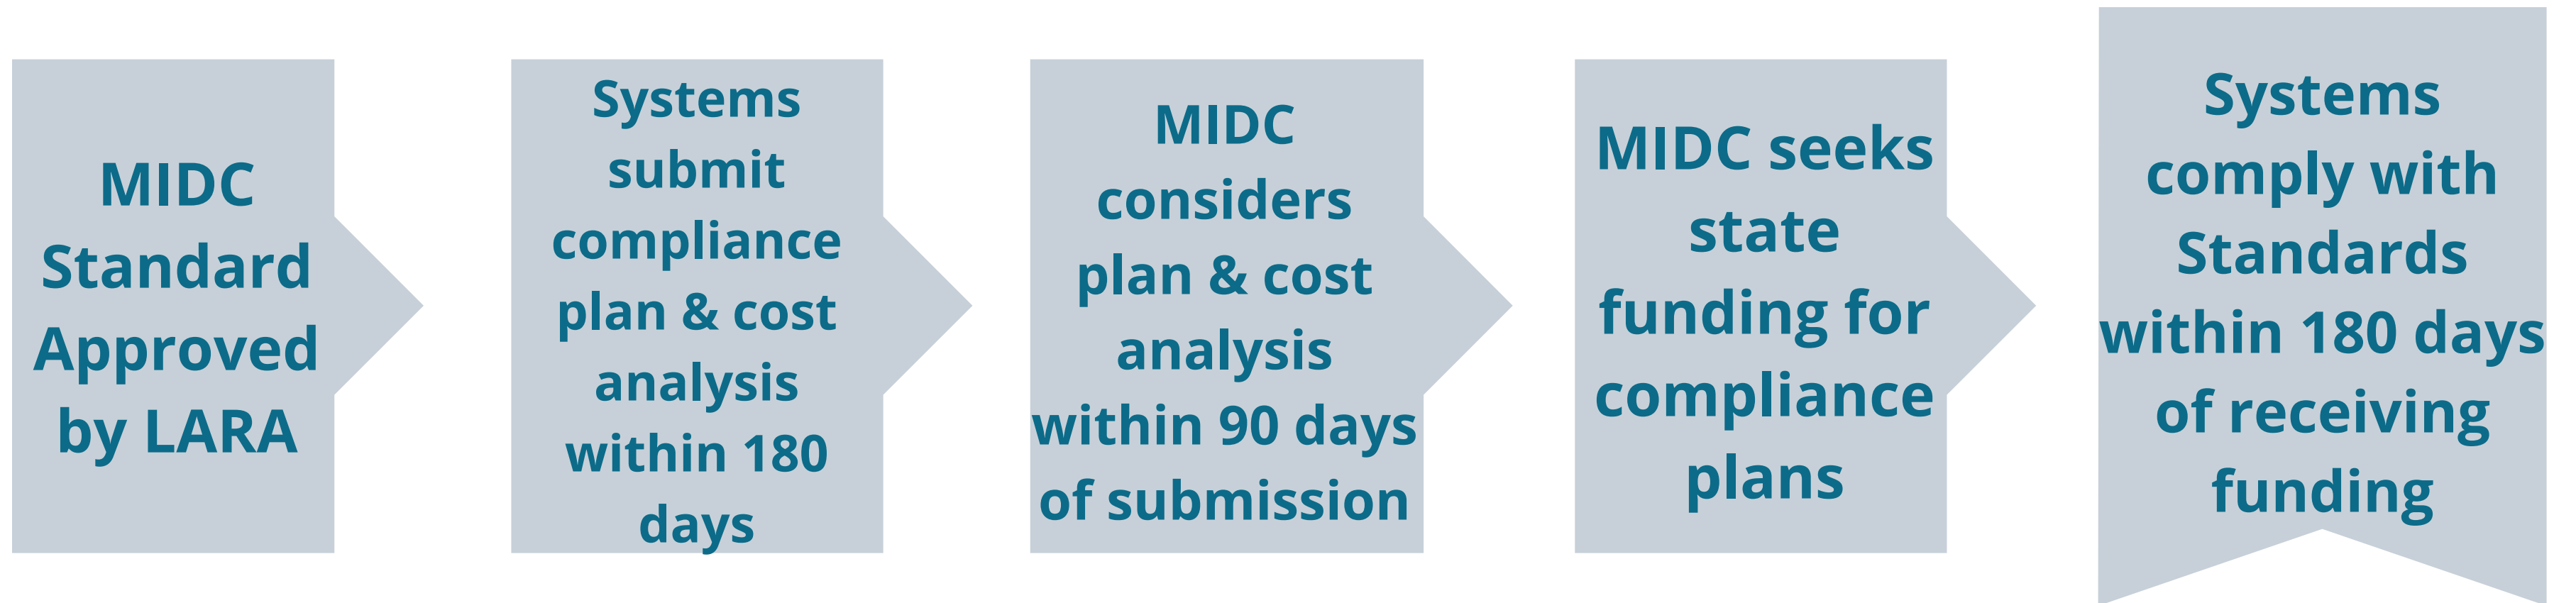 MIDC
Standard
Approved
by LARA
Systems
submit
compliance
plan & cost
analysis
within 180
days
MIDC
considers
plan & cost
analysis
within 90 days
of submission
MIDC seeks
state
funding for
compliance
plans
Systems
comply with
Standards
within 180 days
of receiving
funding